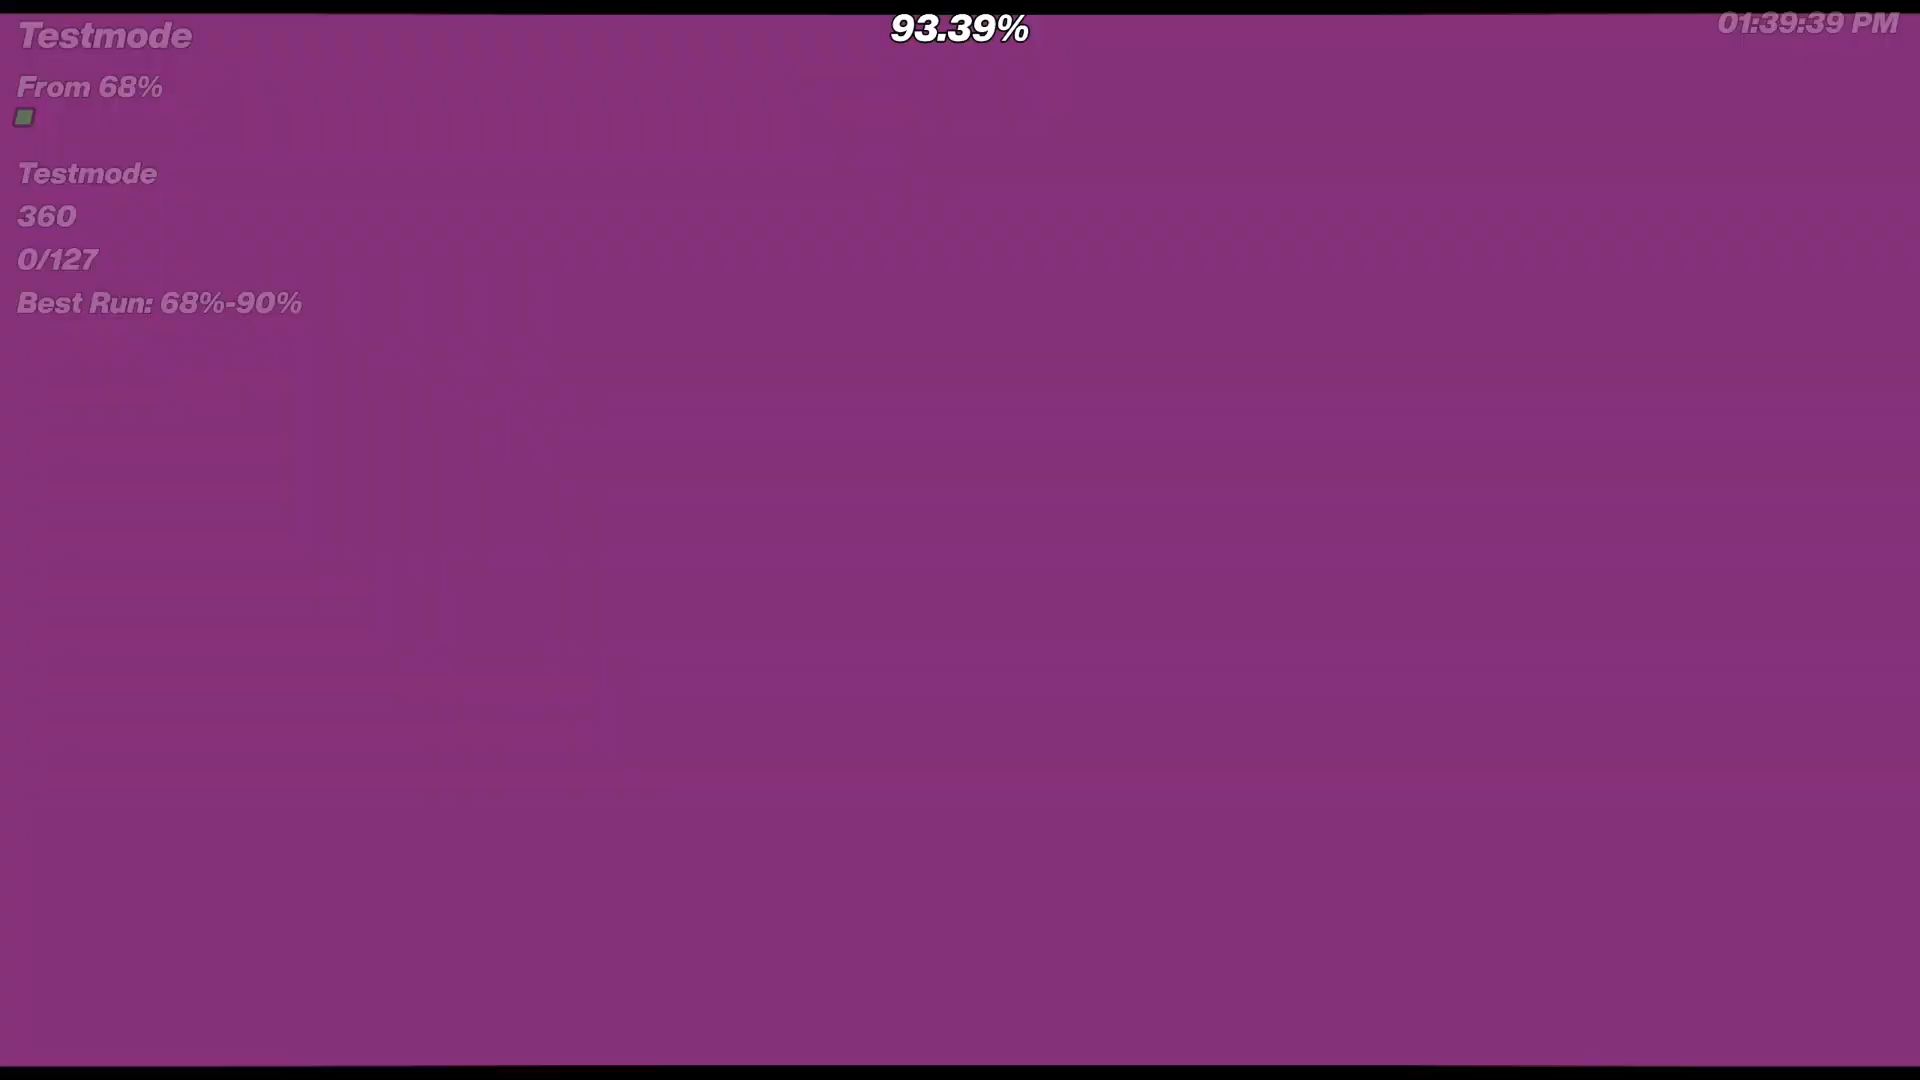 Testmode
93.39%
01:39:39 PM
From 68%
Testmode
360
0/127
Best Run: 68%-90%